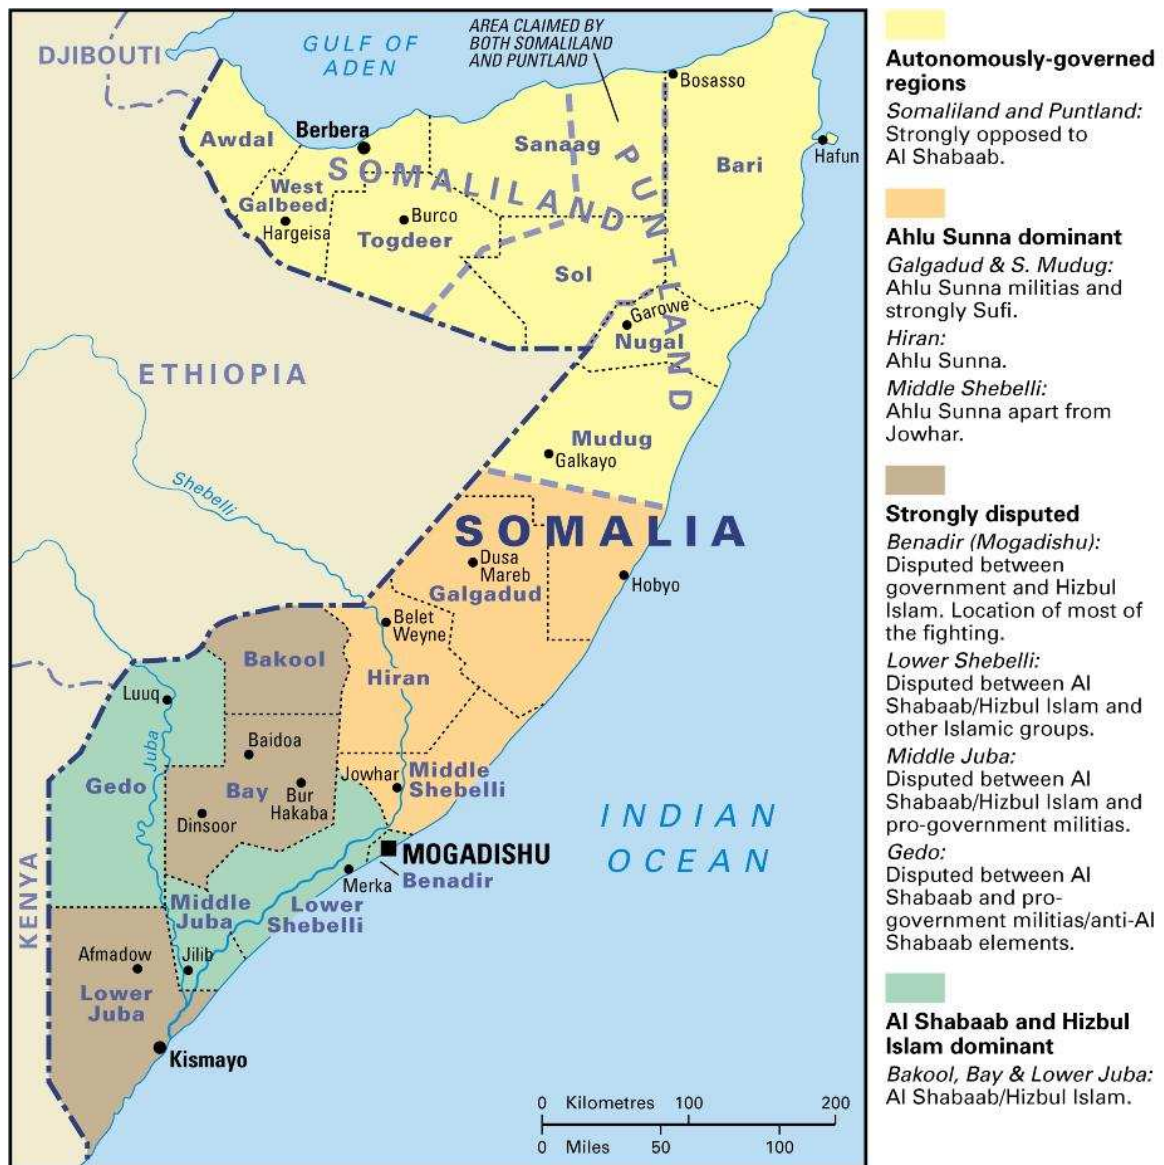 DJIBOUTI
GULF OF
ADEN
AREA CLAIMED BY
BOTH SOMALILAND
AND PUNTLAND
Bosasso
Awdal
Berbera
Sanaag
Bari
Hafun
SOMALILAND
PUNTLAND
West
Galbeed
Hargeisa
Burco
Togdeer
Sol
Garowe
Nugal
ETHIOPIA
Mudug
Galkayo
Shebelli
SOMALIA
Dusa
Mareb
Galgadud
Hobyo
Belet
Weyne
Bakool
Hiran
Luuq
Juba
Baidoa
Gedo
Bay
Bur
Hakaba
Dinsoor
Jowhar
Middle
Shebelli
INDIAN
OCEAN
MOGADISHU
Benadir
Merka
KENYA
Middle
Juba
Lower
Shebelli
Afmadow
Jilib
Lower
Juba
Kismayo
0 Kilometres 100 200
0 Miles 50 100
Autonomously-governed
regions
Somaliland and Puntland:
Strongly opposed to
Al Shabaab.
Ahlu Sunna dominant
Galgadud & S. Mudug:
Ahlu Sunna militias and
strongly Sufi.
Hiran:
Ahlu Sunna.
Middle Shebelli:
Ahlu Sunna apart from
Jowhar.
Strongly disputed
Benadir (Mogadishu):
Disputed between
government and Hizbul
Islam. Location of most of
the fighting.
Lower Shebelli:
Disputed between Al
Shabaab/Hizbul Islam and
other Islamic groups.
Middle Juba:
Disputed between Al
Shabaab/Hizbul Islam and
pro-government militias.
Gedo:
Disputed between Al
Shabaab and pro-
government militias/anti-Al
Shabaab elements.
Al Shabaab and Hizbul
Islam dominant
Bakool, Bay & Lower Juba:
Al Shabaab/Hizbul Islam.